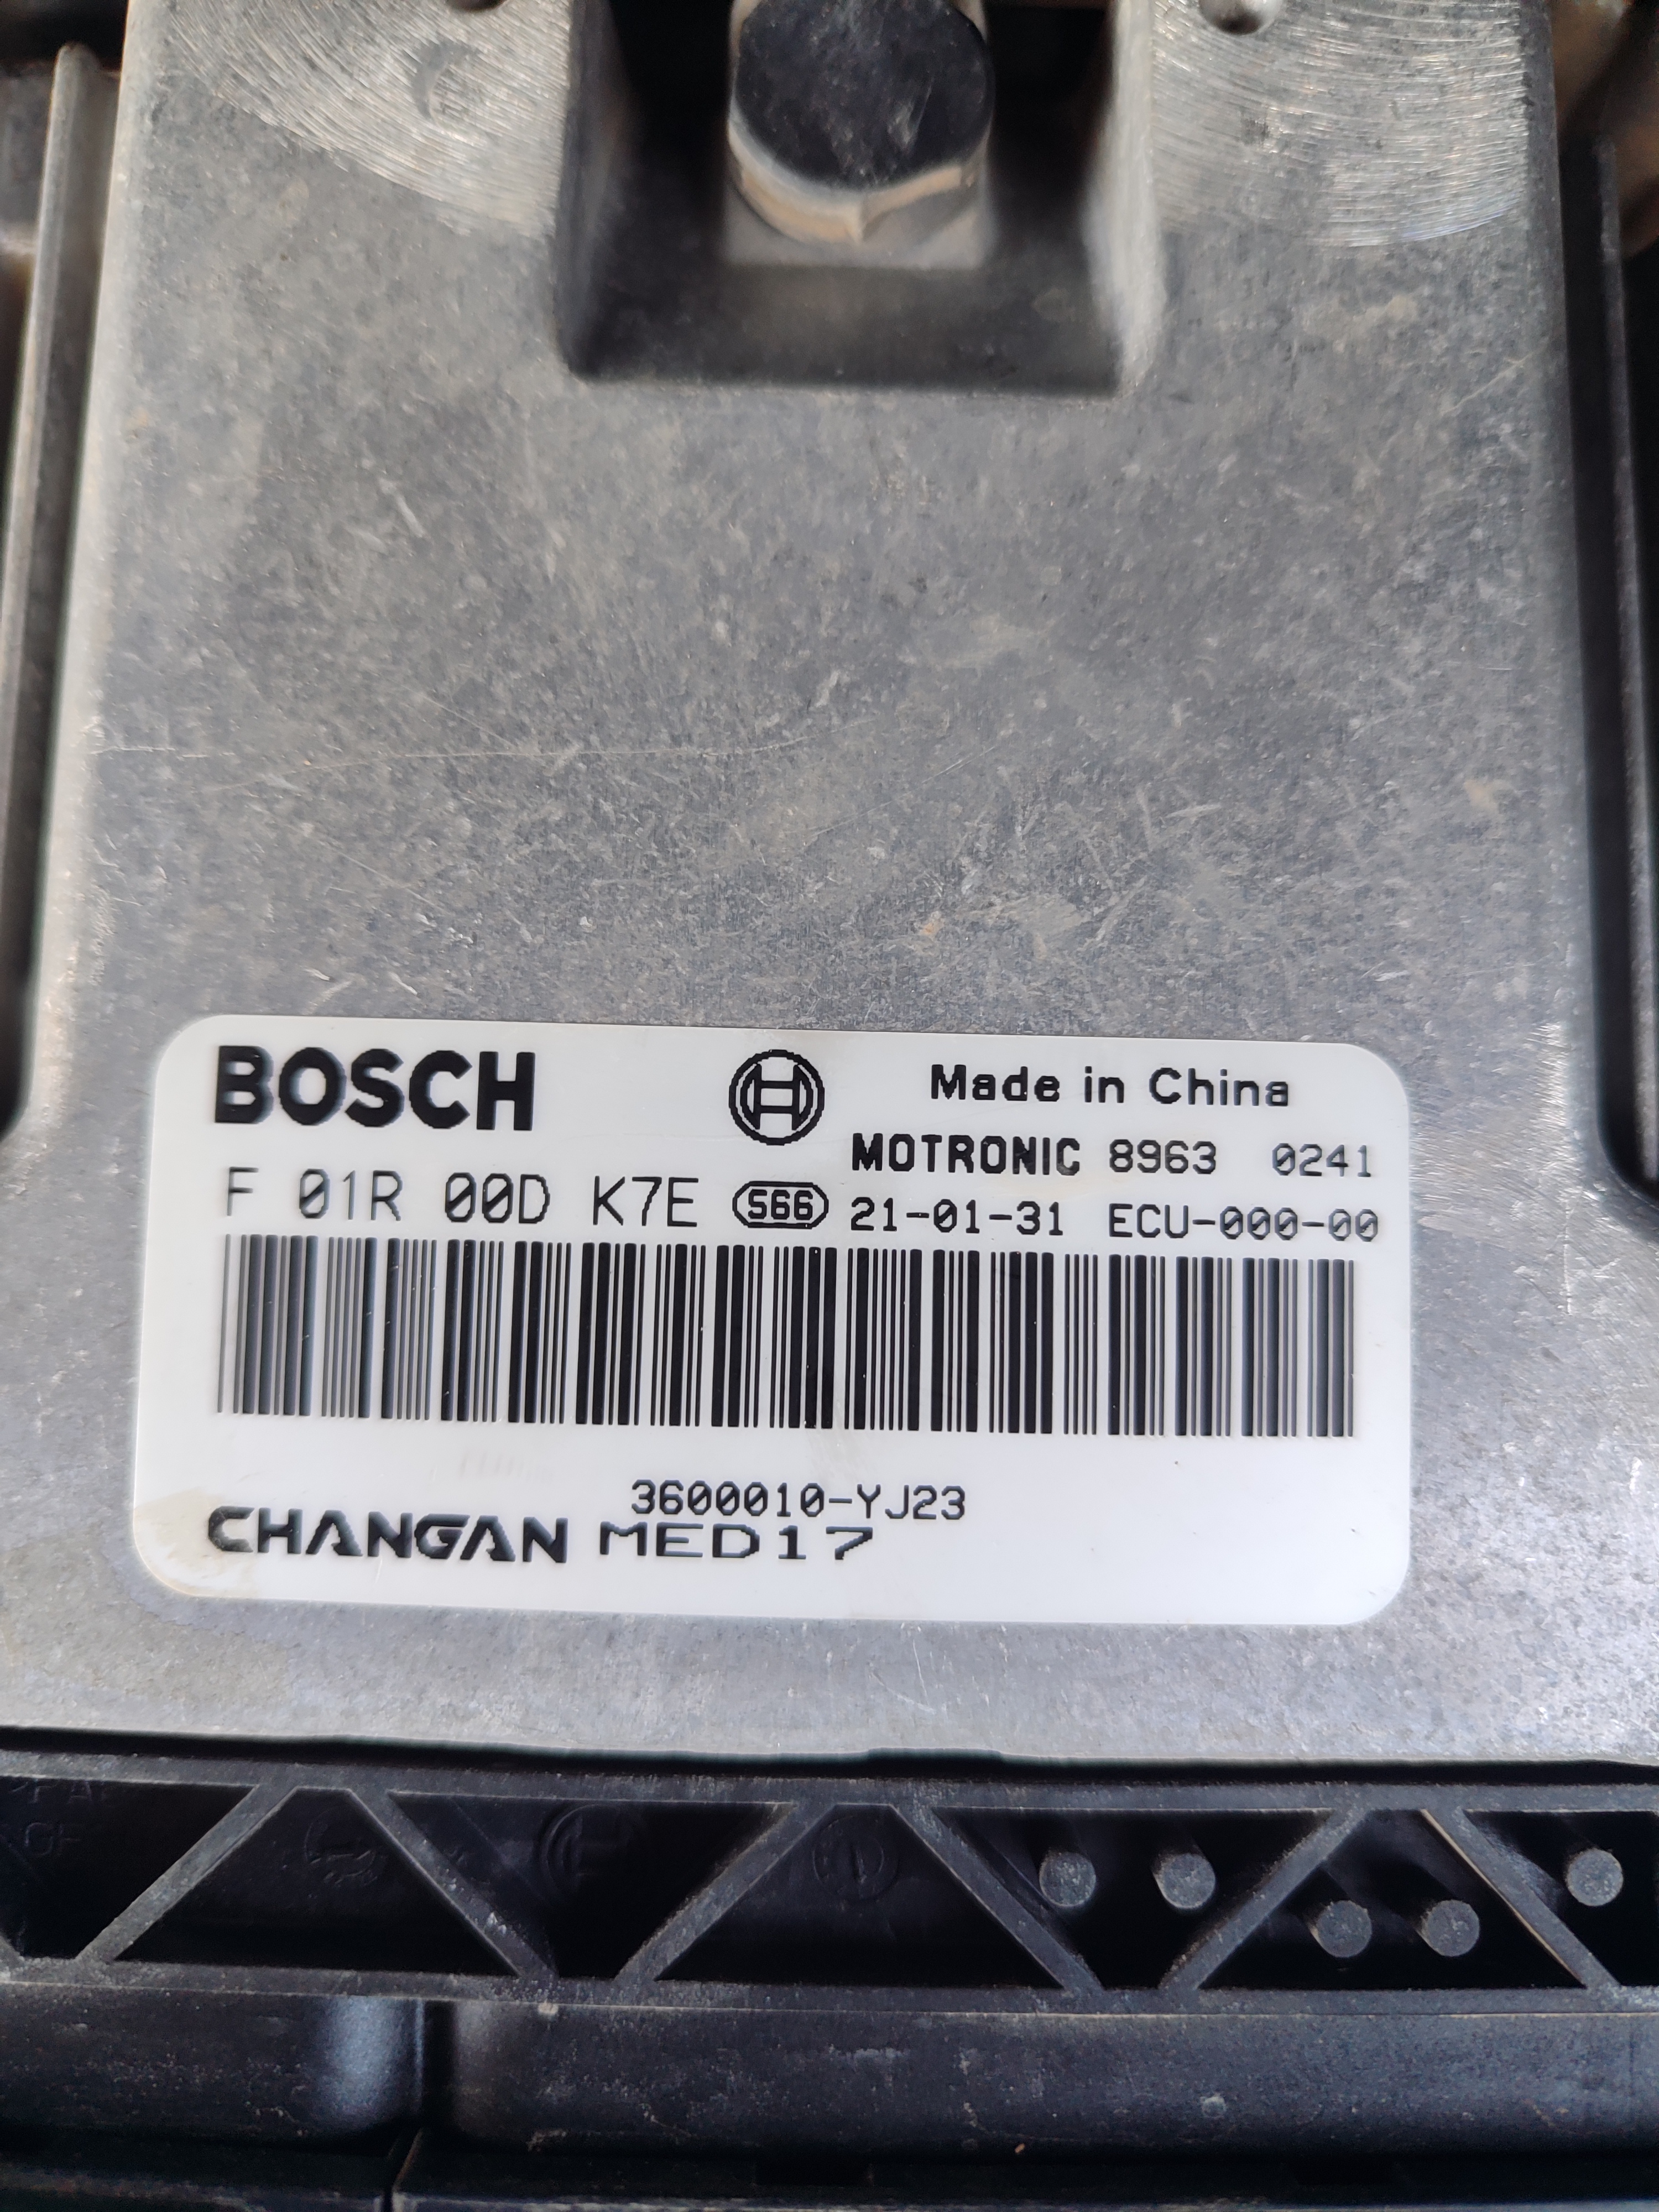 BOSCH
Made in China
MOTRONIC 8963 0241
F 01R 00D K7E 566 21-01-31 ECU-000-00
3600010-YJ23
CHANGAN MED17